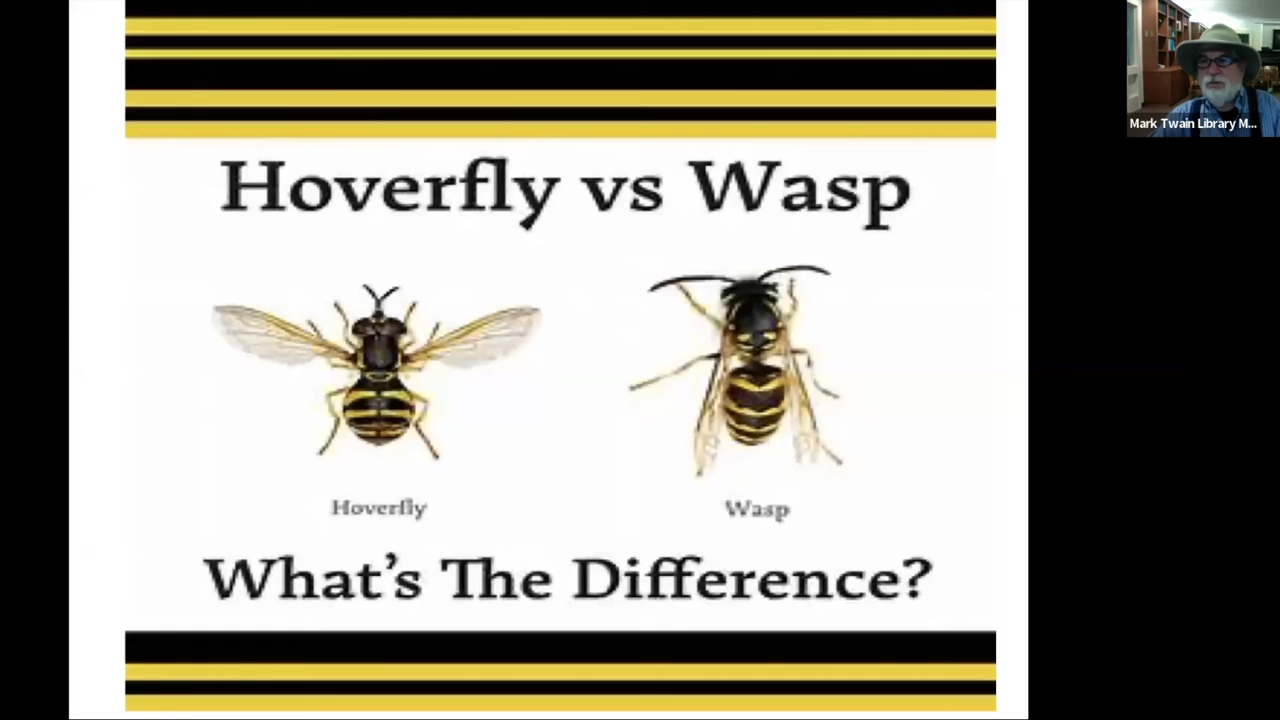 Hoverfly vs Wasp
Hoverfly
Wasp
What's The Difference?
Mark Twain Library M...